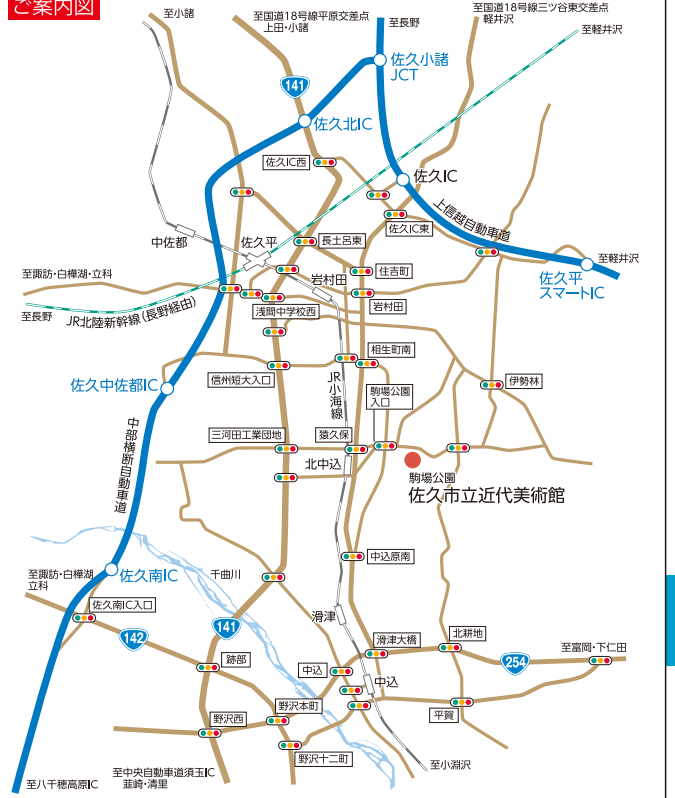 ご案内図
至小諸
至国道18号線平原交差点
上田・小諸
至長野
至国道18号線三ツ谷東交差点
軽井沢
至軽井沢
佐久小諸
JCT
141
佐久北IC
佐久IC西
佐久IC
上信越自動車道
佐久IC東
中佐都
佐久平
長土呂東
至軽井沢
佐久平
スマートIC
至諏訪・白樺湖・立科
岩村田
住吉町
至長野
JR北陸新幹線(長野経由)
浅間中学校西
岩村田
相生町南
信州短大入口
JR小海線
駒場公園
入口
伊勢林
佐久中佐都IC
中部横断自動車道
三河田工業団地
猿久保
北中込
駒場公園
佐久市立近代美術館
中込原南
至諏訪・白樺湖
立科
佐久南IC
千曲川
佐久南IC入口
142
141
滑津
滑津大橋
北耕地
至富岡・下仁田
254
跡部
中込
中込
野沢本町
野沢西
平賀
野沢十二町
至小淵沢
至八千穂高原IC
至中央自動車道須玉IC
韮崎・清里